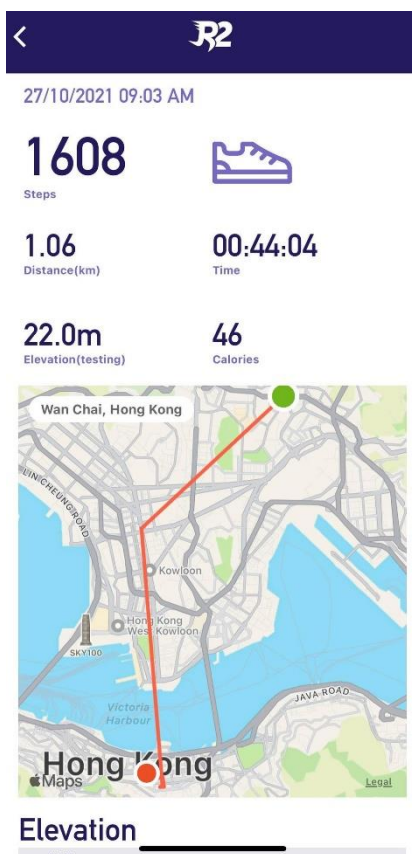 R2
27/10/2021 09:03 AM
1608
Steps
1.06
Distance(km)
00:44:04
Time
22.0m
Elevation(testing)
46
Calories
Wan Chai, Hong Kong
LIN CHEUNG ROAD
Kowloon
Hong Kong
West Kowloon
SKY100
JAVA ROAD
Victoria
Harbour
Hong Kong
Maps
Legal
Elevation